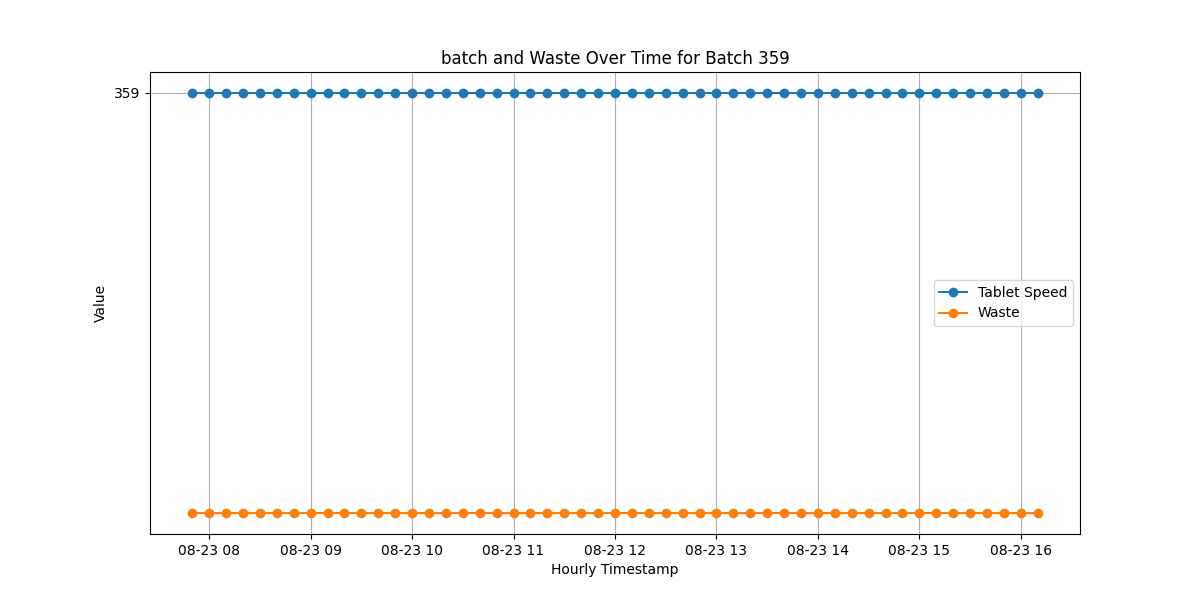 batch and Waste Over Time for Batch 359
359
Value
Tablet Speed
Waste
08-23 08
08-23 09
08-23 10
08-23 11
08-23 12
08-23 13
08-23 14
08-23 15
08-23 16
Hourly Timestamp